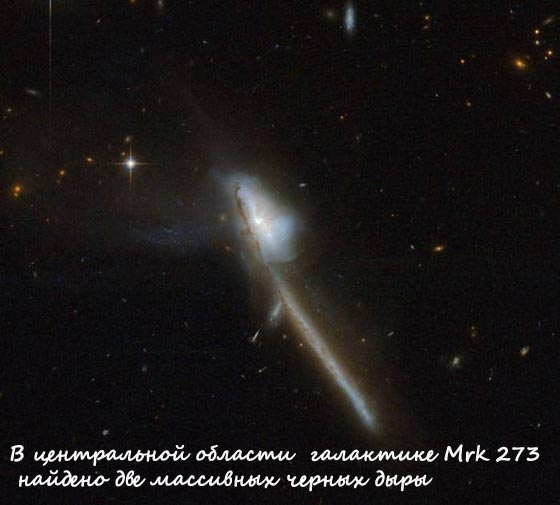 В центральной области галактике Mrk 273
найдено две массивных черных дыры